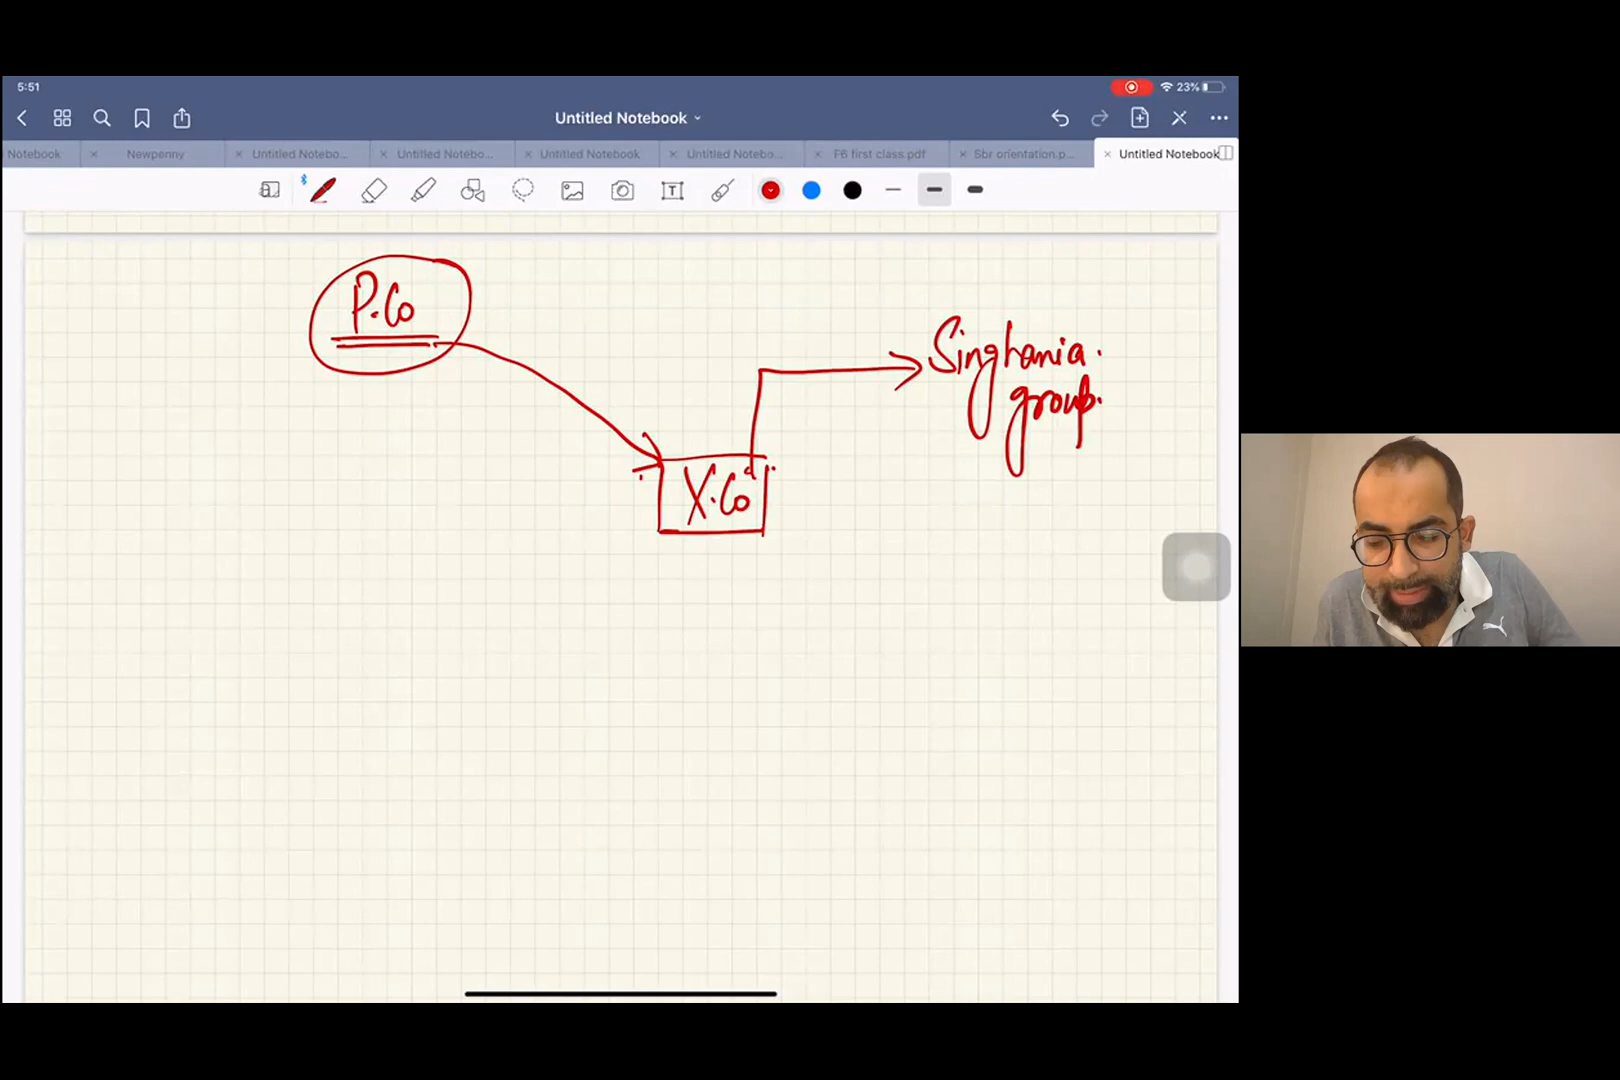 5:51
23%
Untitled Notebook
Notebook
Newpenny
Untitled Notebo...
Untitled Notebo...
Untitled Notebook
Untitled Notebo...
F6 first class.pdf
Sbr orientation.p...
Untitled Notebook
T
P.Co
Singhania.
group.
X.Co